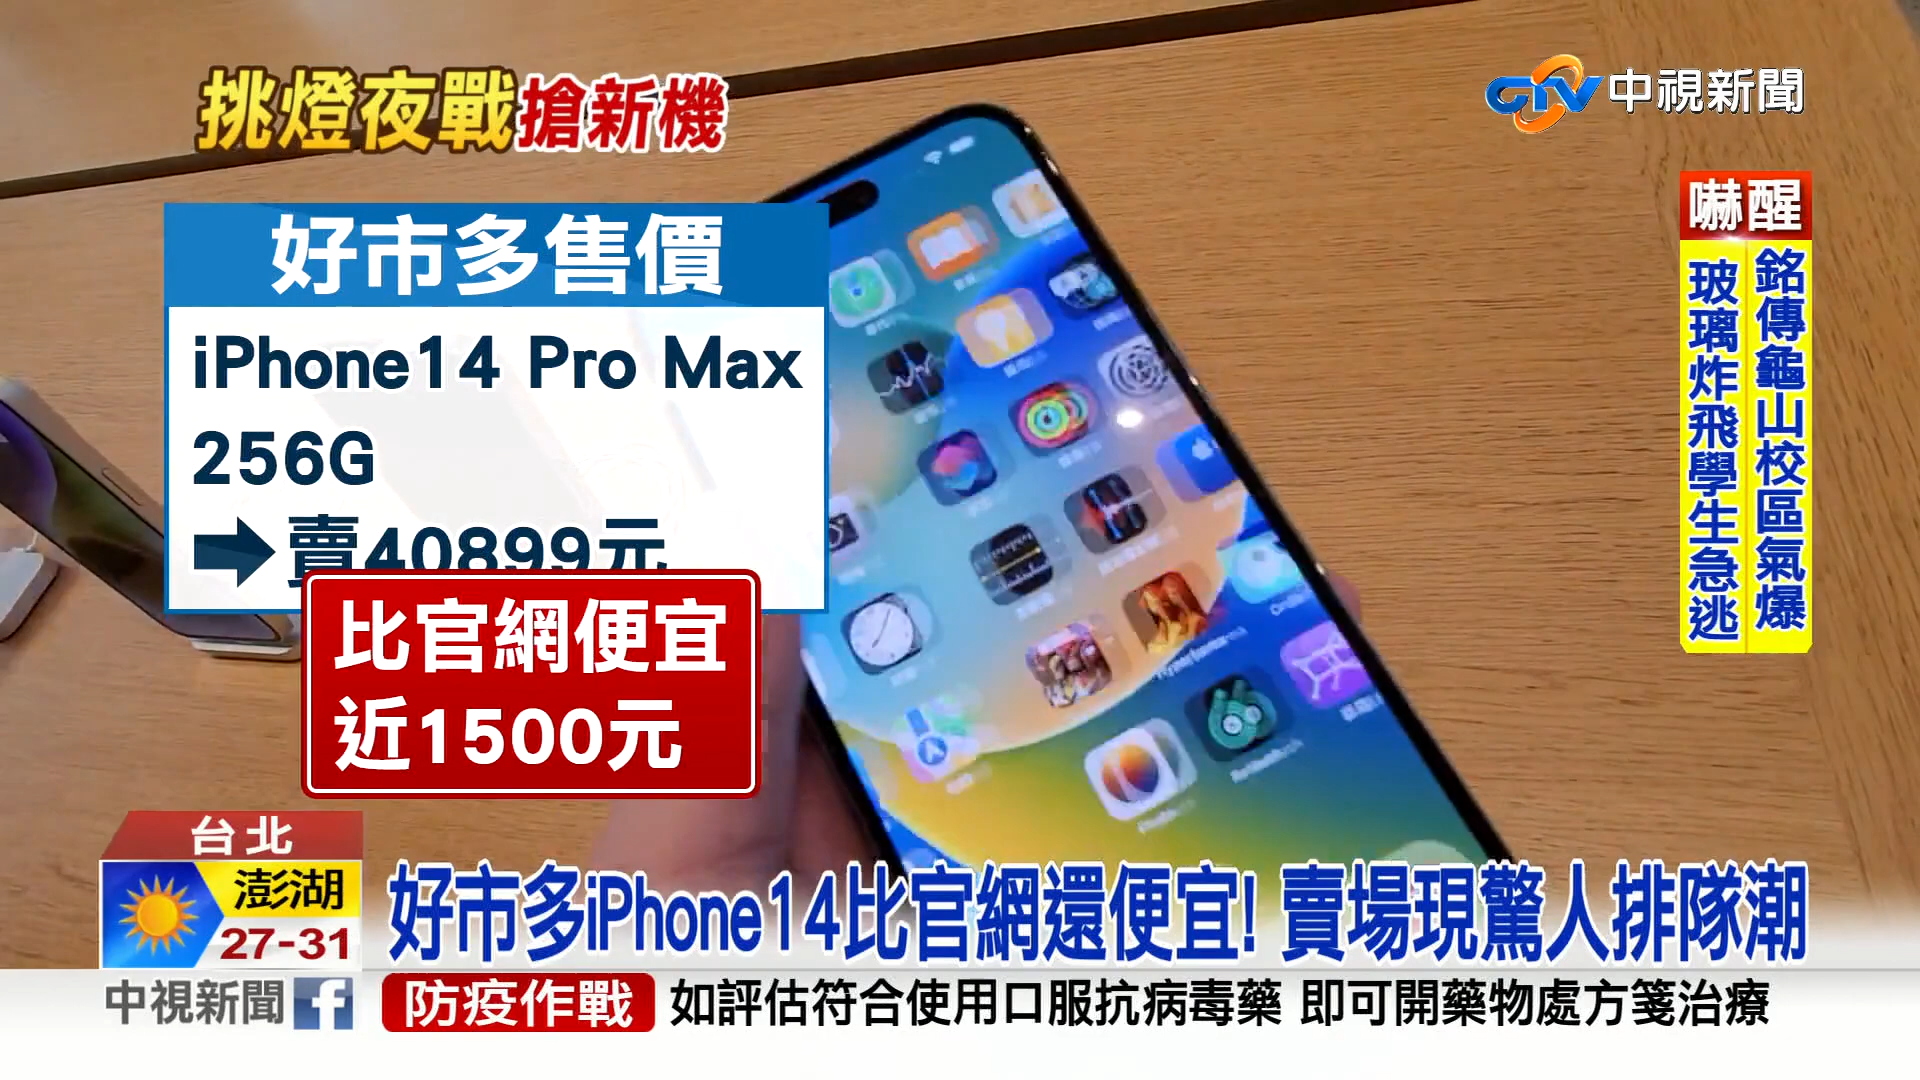 挑燈夜戰搶新機
CTV中視新聞
好市多售價
iPhone14 Pro Max
256G
賣40899元
比官網便宜
近1500元
嚇醒
銘傳龜山校區氣爆
玻璃炸飛學生急逃
台北
澎湖
27-31
好市多iPhone14比官網還便宜! 賣場現驚人排隊潮
中視新聞 f
防疫作戰 如評估符合使用口服抗病毒藥 即可開藥物處方箋治療